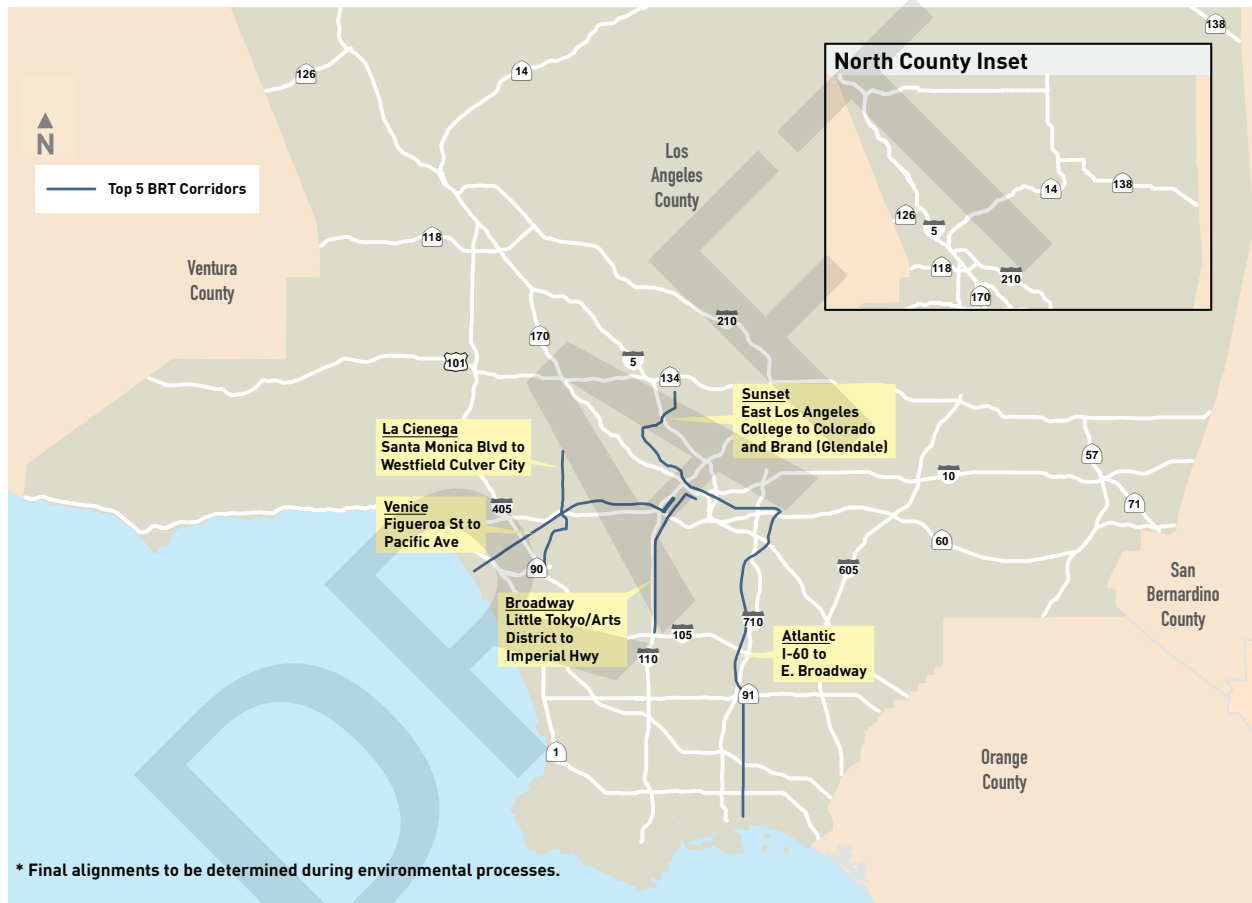 138
North County Inset
126
14
N
Los
Angeles
County
Top 5 BRT Corridors
14
138
126
5
118
210
170
118
Ventura
County
210
170
5
101
134
Sunset
East Los Angeles
College to Colorado
and Brand (Glendale)
La Cienega
Santa Monica Blvd to
Westfield Culver City
57
10
Venice
Figueroa St to
Pacific Ave
405
71
60
90
605
San
Bernardino
County
Broadway
Little Tokyo/Arts
District to
Imperial Hwy
710
105
Atlantic
I-60 to
E. Broadway
110
91
1
Orange
County
* Final alignments to be determined during environmental processes.
DRAFT